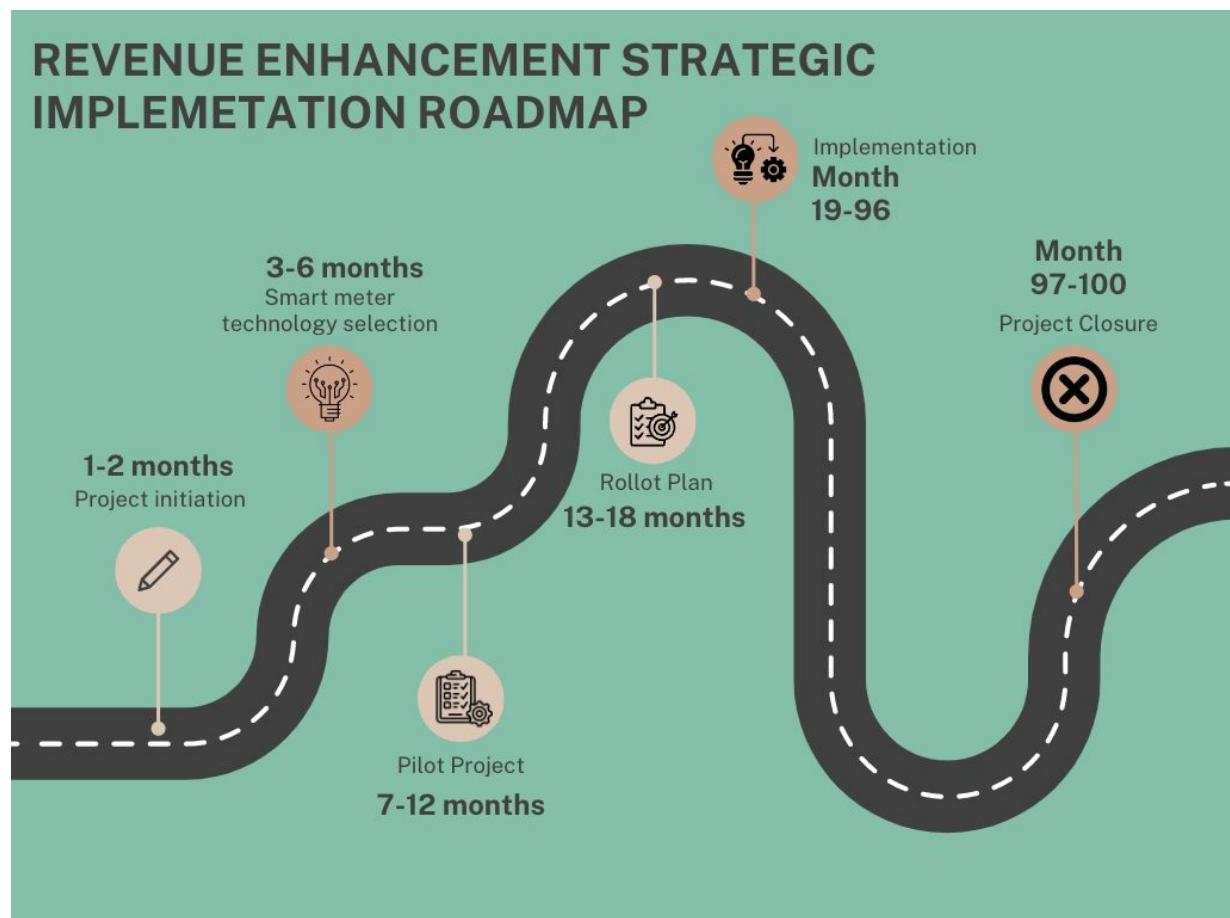 REVENUE ENHANCEMENT STRATEGIC
IMPLEMETATION ROADMAP
Implementation
Month
19-96
3-6 months
Smart meter
technology selection
Month
97-100
Project Closure
1-2 months
Project initiation
Rollot Plan
13-18 months
Pilot Project
7-12 months